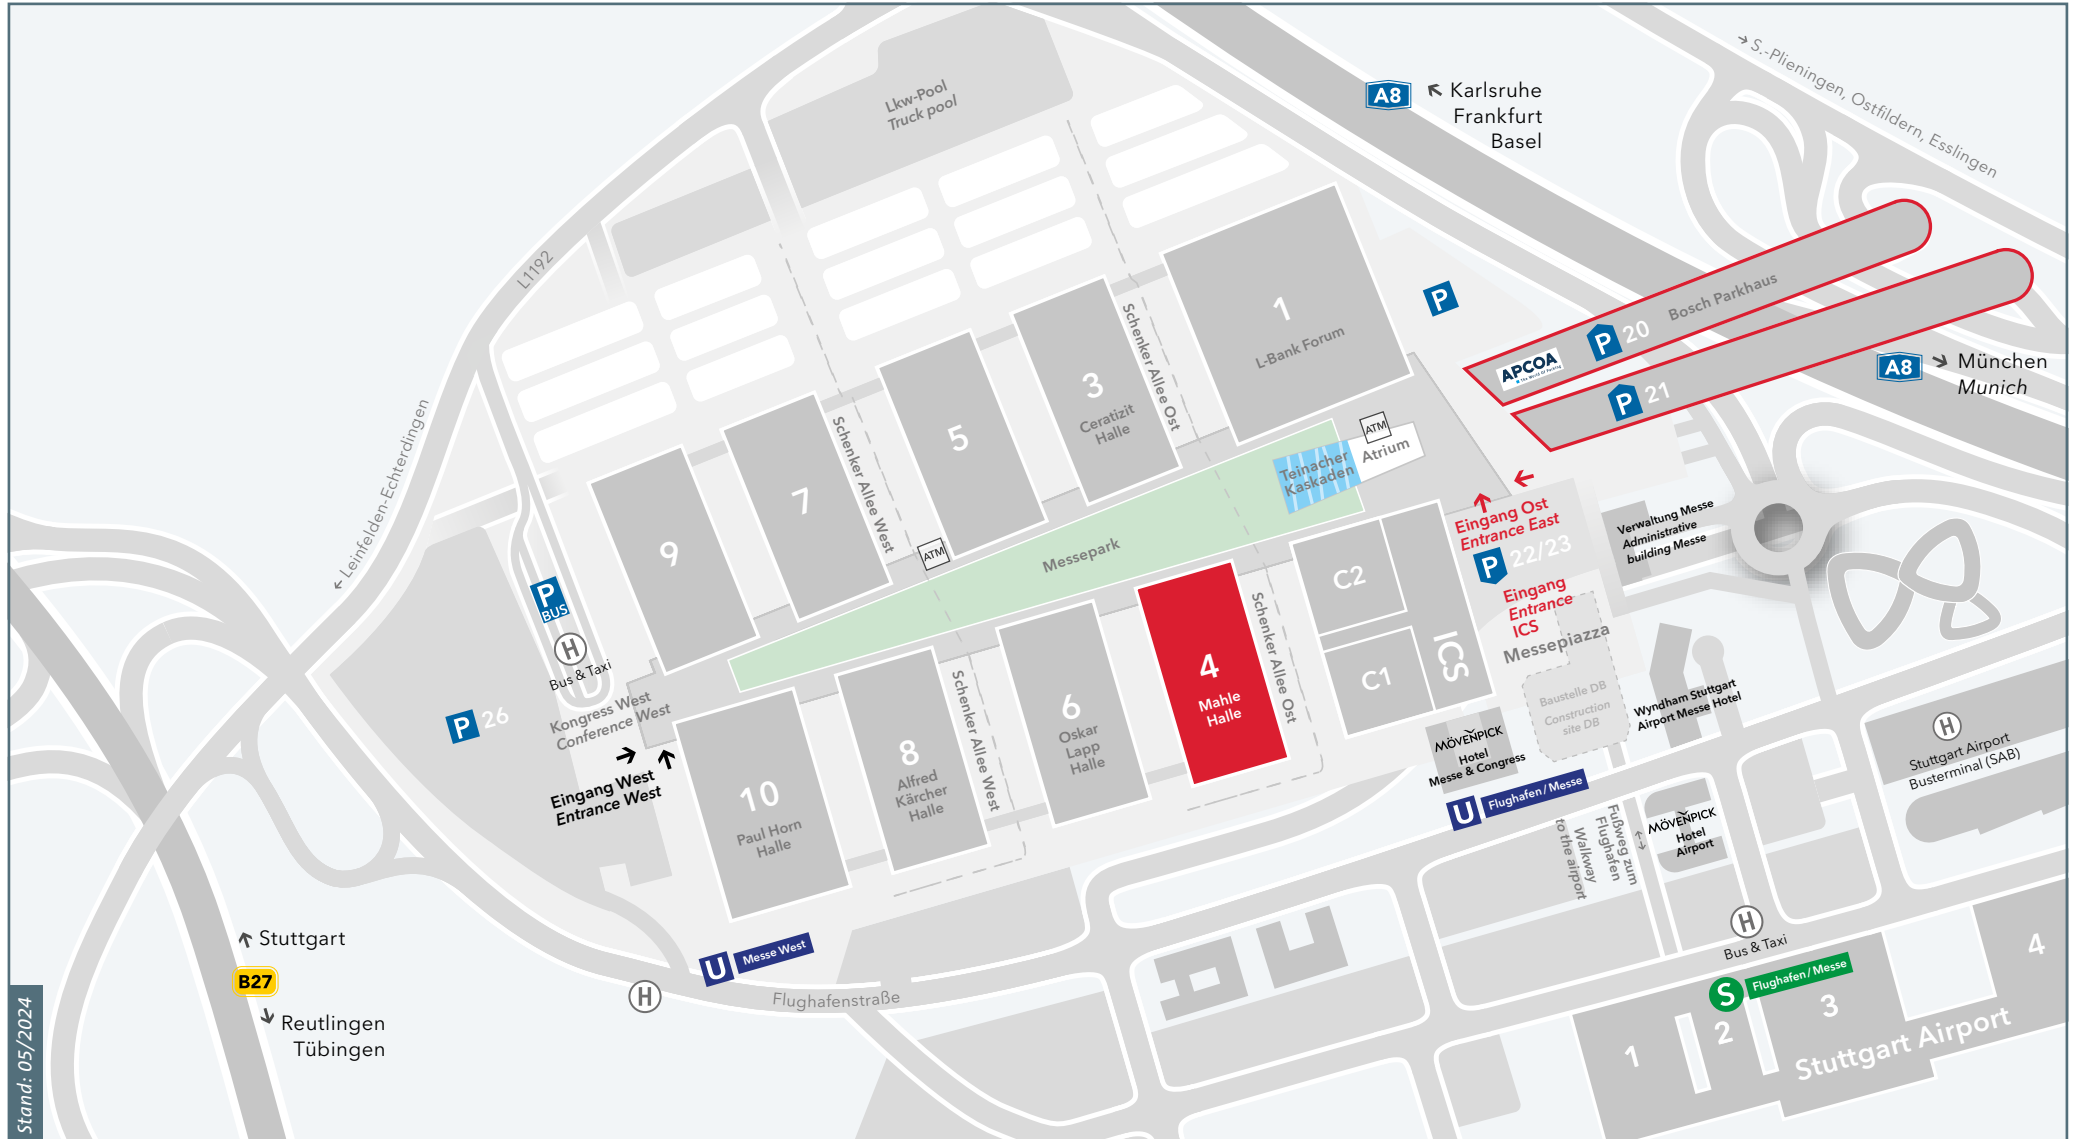 Lkw-Pool
Truck pool
A8
Karlsruhe
Frankfurt
Basel
→ S.-Plieningen, Ostfildern, Esslingen
L1192
← Leinfelden-Echterdingen
1
L-Bank Forum
P
Bosch Parkhaus
P 20
APCOA
P 21
A8
München
Munich
3
Ceratizit
Halle
Schenker Allee Ost
5
7
Schenker Allee West
9
ATM
Atrium
Teinacher
Kaskaden
ATM
Messepark
Eingang Ost
Entrance East
P 22/23
Eingang
Entrance
ICS
Messepiazza
Verwaltung Messe
Administrative
building Messe
C2
C1
ICS
4
Mahle
Halle
Schenker Allee Ost
6
Oskar
Lapp
Halle
Schenker Allee West
8
Alfred
Kärcher
Halle
10
Paul Horn
Halle
P
BUS
H
Bus & Taxi
P 26
Kongress West
Conference West
Eingang West
Entrance West
Baustelle DB
Construction
site DB
Wyndham Stuttgart
Airport Messe Hotel
MÖVENPICK
Hotel
Messe & Congress
U Flughafen/Messe
Fußweg zum
Flughafen
Walkway
to the airport
MÖVENPICK
Hotel
Airport
H
Stuttgart Airport
Busterminal (SAB)
H
Bus & Taxi
S Flughafen/Messe
1
2
3
4
Stuttgart Airport
U Messe West
H
Flughafenstraße
Stuttgart
B27
Reutlingen
Tübingen
Stand: 05/2024